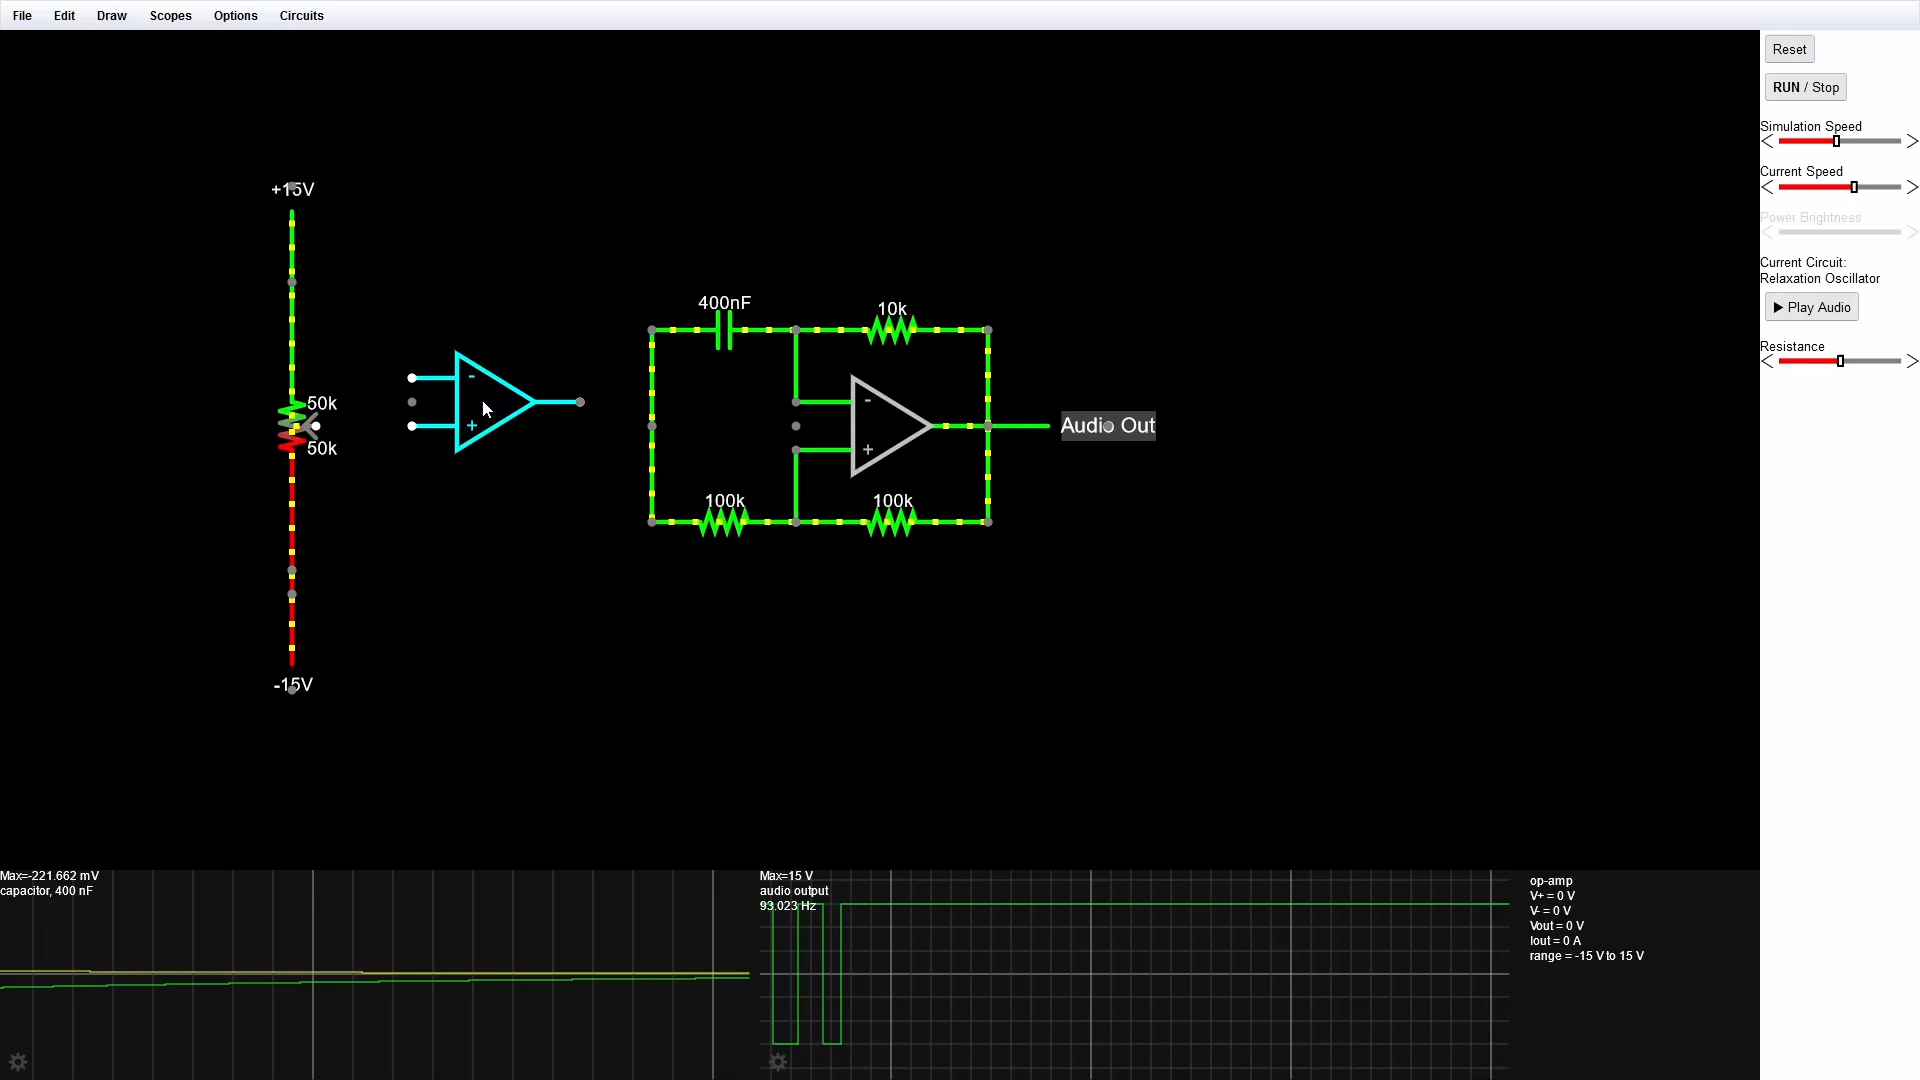 File Edit Draw Scopes Options Circuits
Reset
RUN / Stop
Simulation Speed
Current Speed
Power Brightness
Current Circuit:
Relaxation Oscillator
▶ Play Audio
Resistance
+15V
50k
50k
-15V
-
+
400nF
10k
-
+
Audio Out
100k
100k
Max=-221.662 mV
capacitor, 400 nF
Max=15 V
audio output
93.023 Hz
op-amp
V+ = 0 V
V- = 0 V
Vout = 0 V
Iout = 0 A
range = -15 V to 15 V